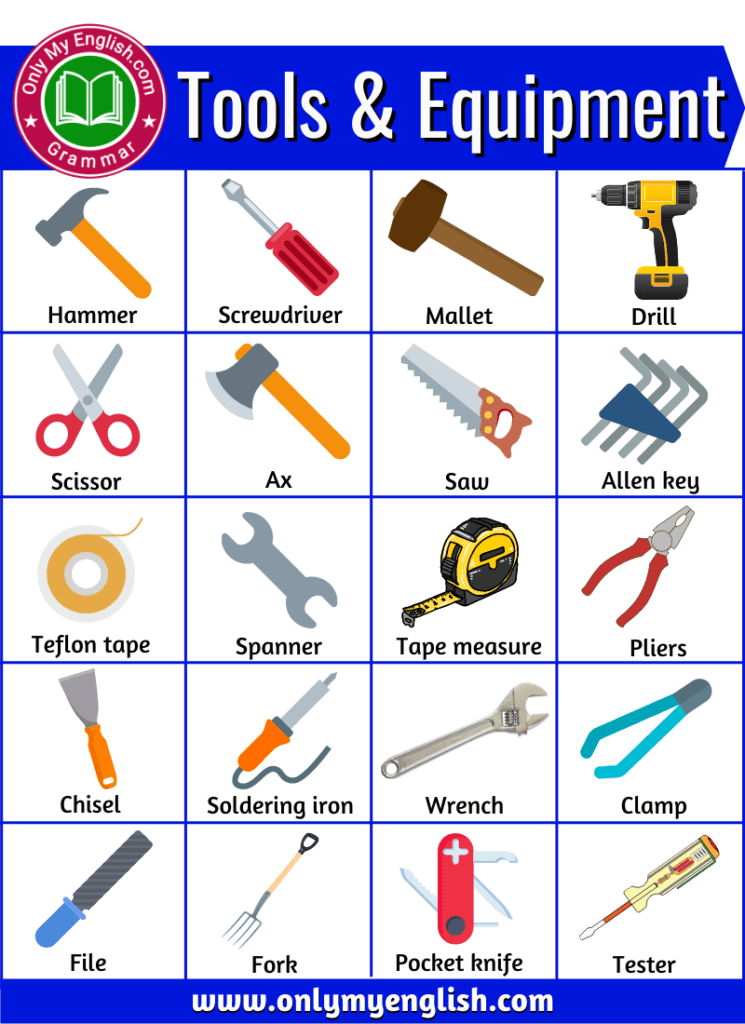 Only My English.com
Grammar
Tools & Equipment
Hammer
Screwdriver
Mallet
Drill
Scissor
Ax
Saw
Allen key
Teflon tape
Spanner
Tape measure
Pliers
Chisel
Soldering iron
Wrench
Clamp
File
Fork
Pocket knife
Tester
www.onlymyenglish.com